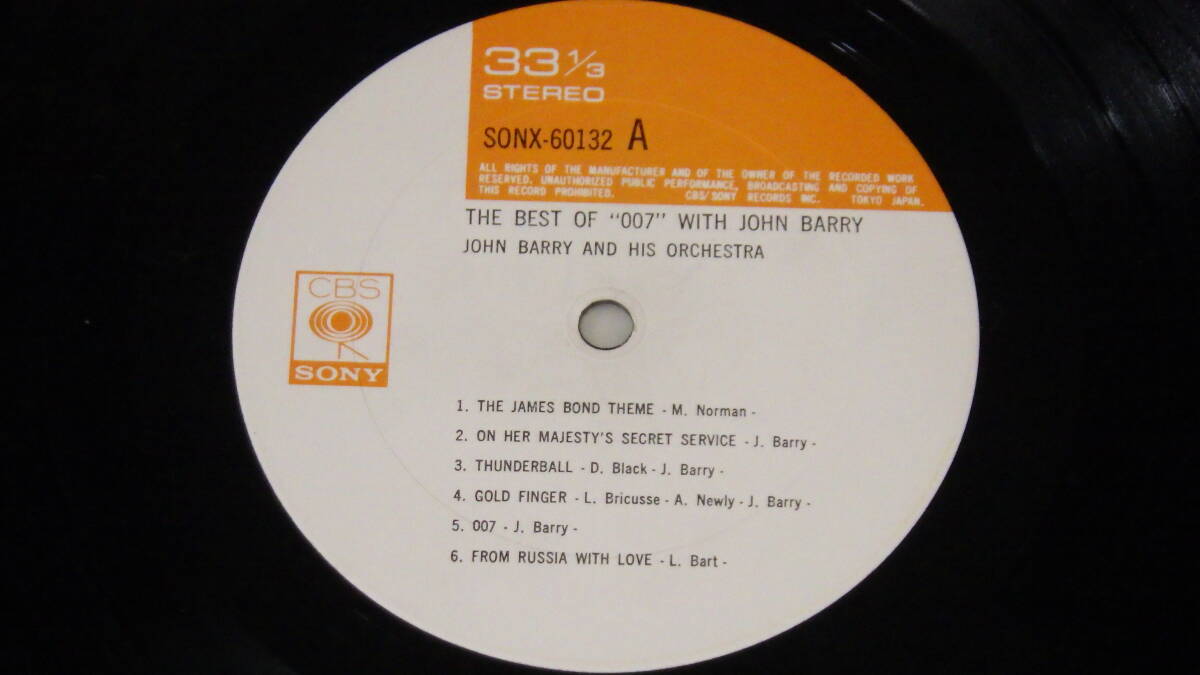 33 1/3
STEREO
SONX-60132 A
ALL RIGHTS OF THE MANUFACTURER AND OF THE OWNER OF THE RECORDED WORK
RESERVED. UNAUTHORIZED PUBLIC PERFORMANCE, BROADCASTING AND COPYING OF
THIS RECORD PROHIBITED. CBS/SONY RECORDS INC. TOKYO JAPAN.
THE BEST OF "007" WITH JOHN BARRY
JOHN BARRY AND HIS ORCHESTRA
CBS
SONY
1. THE JAMES BOND THEME - M. Norman -
2. ON HER MAJESTY'S SECRET SERVICE - J. Barry -
3. THUNDERBALL - D. Black - J. Barry -
4. GOLD FINGER - L. Bricusse - A. Newly - J. Barry -
5. 007 - J. Barry -
6. FROM RUSSIA WITH LOVE - L. Bart -